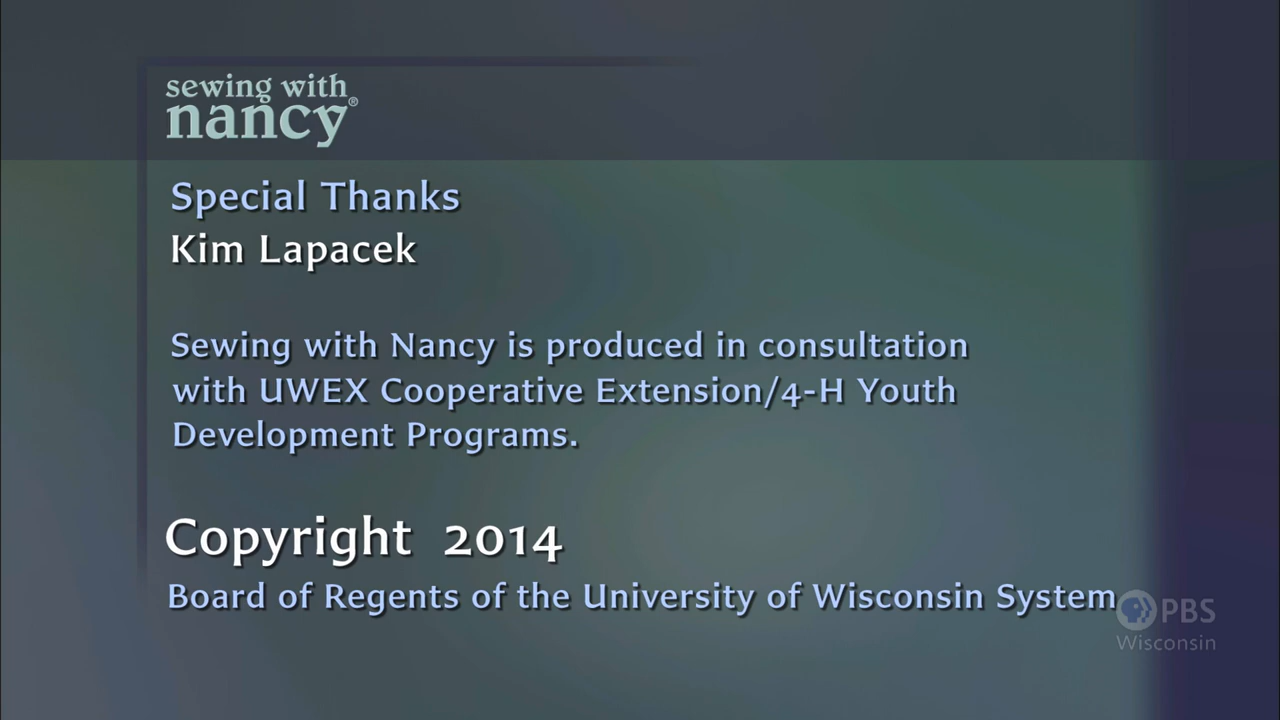 sewing with
nancy®
Special Thanks
Kim Lapacek
Sewing with Nancy is produced in consultation
with UWEX Cooperative Extension/4-H Youth
Development Programs.
Copyright 2014
Board of Regents of the University of Wisconsin System
PBS
Wisconsin